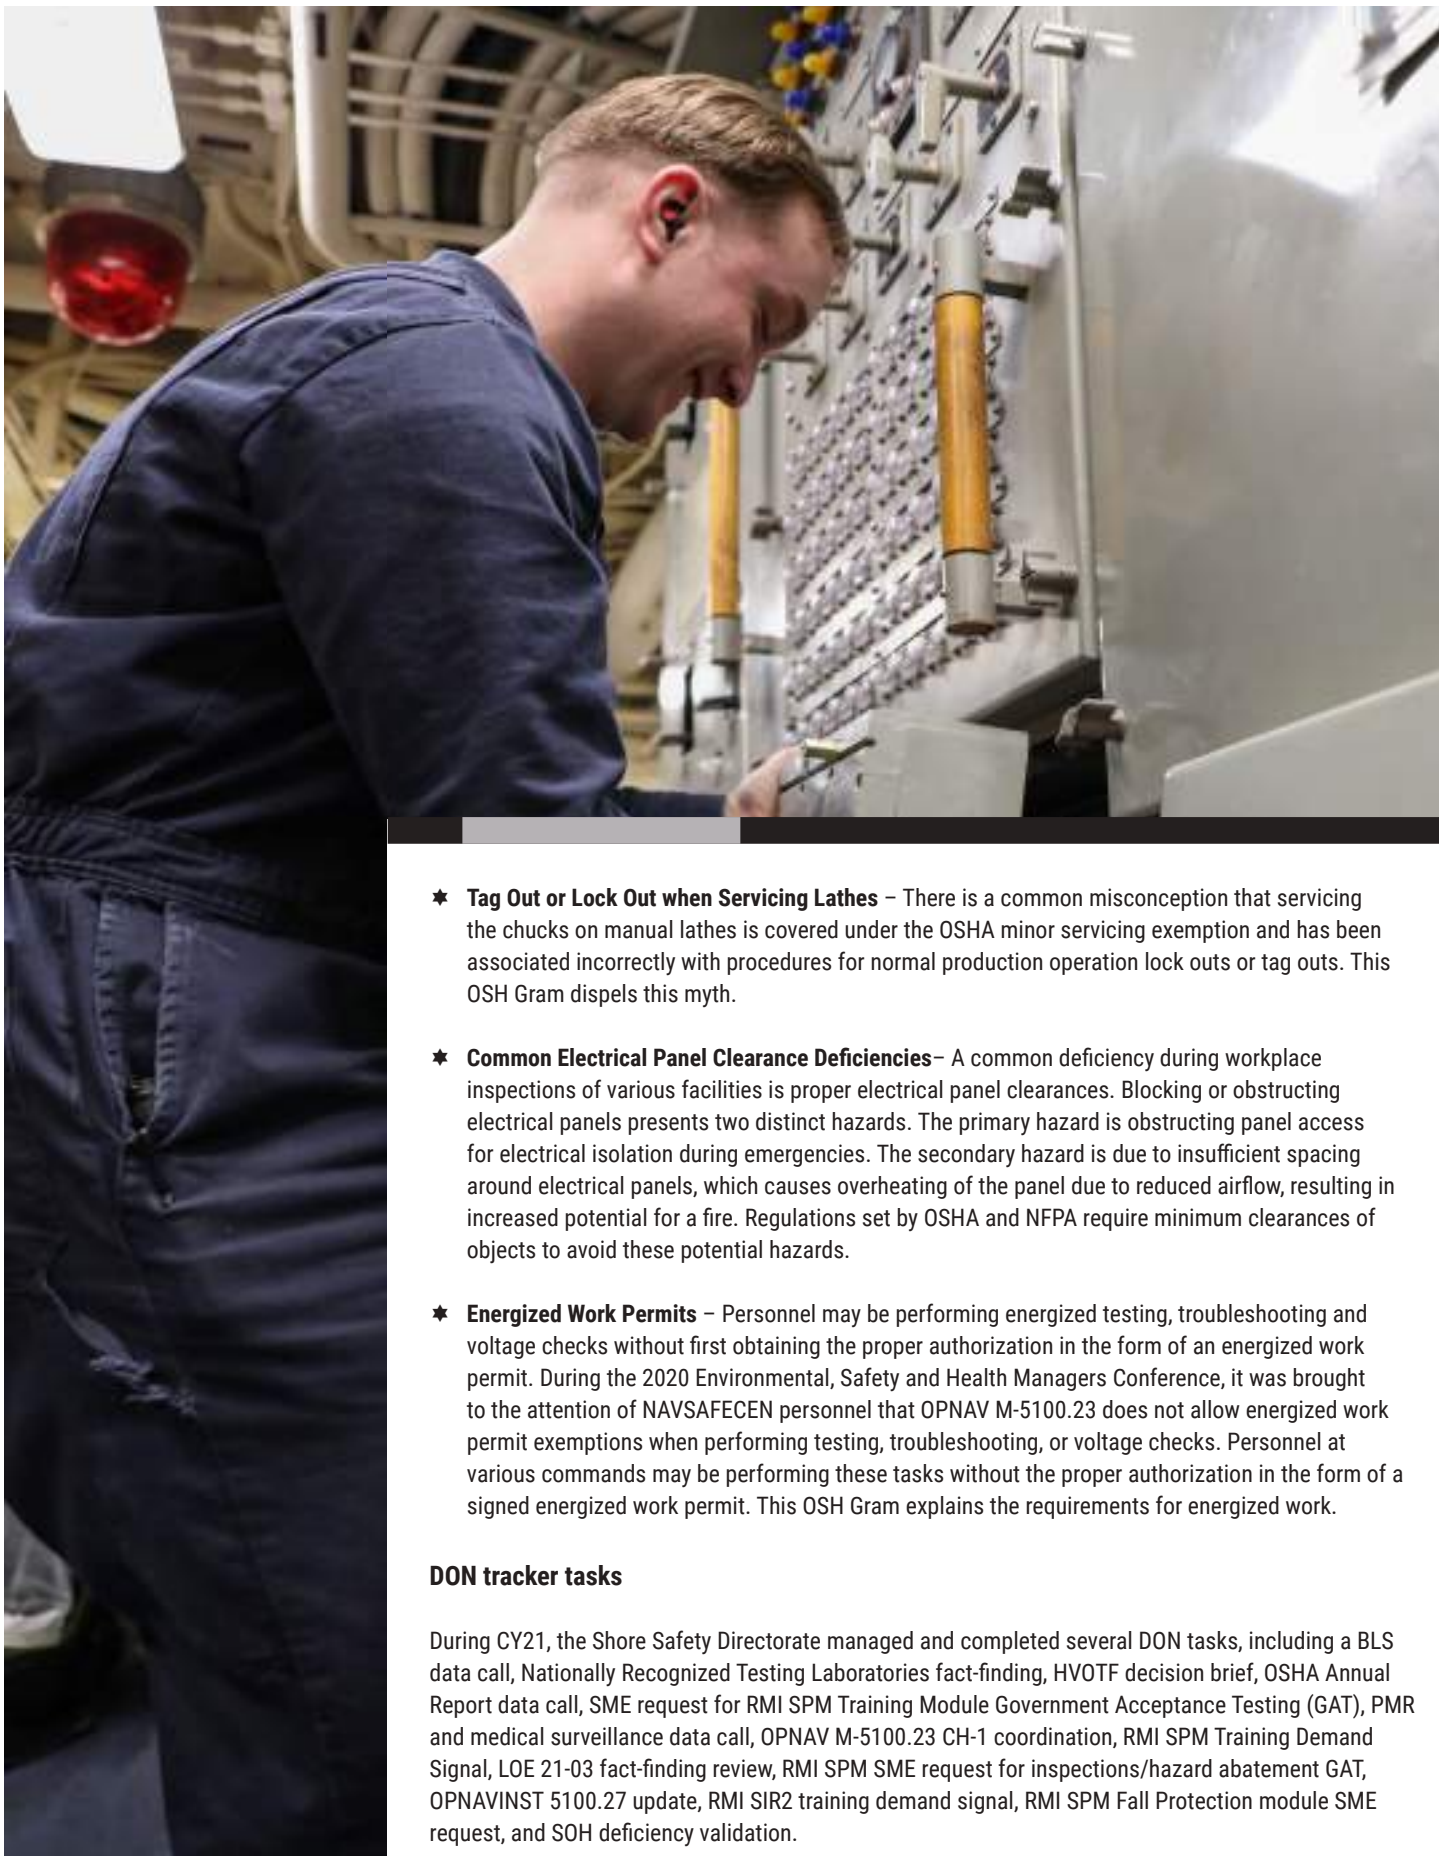 ✶ Tag Out or Lock Out when Servicing Lathes – There is a common misconception that servicing
the chucks on manual lathes is covered under the OSHA minor servicing exemption and has been
associated incorrectly with procedures for normal production operation lock outs or tag outs. This
OSH Gram dispels this myth.
✶ Common Electrical Panel Clearance Deficiencies– A common deficiency during workplace
inspections of various facilities is proper electrical panel clearances. Blocking or obstructing
electrical panels presents two distinct hazards. The primary hazard is obstructing panel access
for electrical isolation during emergencies. The secondary hazard is due to insufficient spacing
around electrical panels, which causes overheating of the panel due to reduced airflow, resulting in
increased potential for a fire. Regulations set by OSHA and NFPA require minimum clearances of
objects to avoid these potential hazards.
✶ Energized Work Permits – Personnel may be performing energized testing, troubleshooting and
voltage checks without first obtaining the proper authorization in the form of an energized work
permit. During the 2020 Environmental, Safety and Health Managers Conference, it was brought
to the attention of NAVSAFECEN personnel that OPNAV M-5100.23 does not allow energized work
permit exemptions when performing testing, troubleshooting, or voltage checks. Personnel at
various commands may be performing these tasks without the proper authorization in the form of a
signed energized work permit. This OSH Gram explains the requirements for energized work.
DON tracker tasks
During CY21, the Shore Safety Directorate managed and completed several DON tasks, including a BLS
data call, Nationally Recognized Testing Laboratories fact-finding, HVOTF decision brief, OSHA Annual
Report data call, SME request for RMI SPM Training Module Government Acceptance Testing (GAT), PMR
and medical surveillance data call, OPNAV M-5100.23 CH-1 coordination, RMI SPM Training Demand
Signal, LOE 21-03 fact-finding review, RMI SPM SME request for inspections/hazard abatement GAT,
OPNAVINST 5100.27 update, RMI SIR2 training demand signal, RMI SPM Fall Protection module SME
request, and SOH deficiency validation.